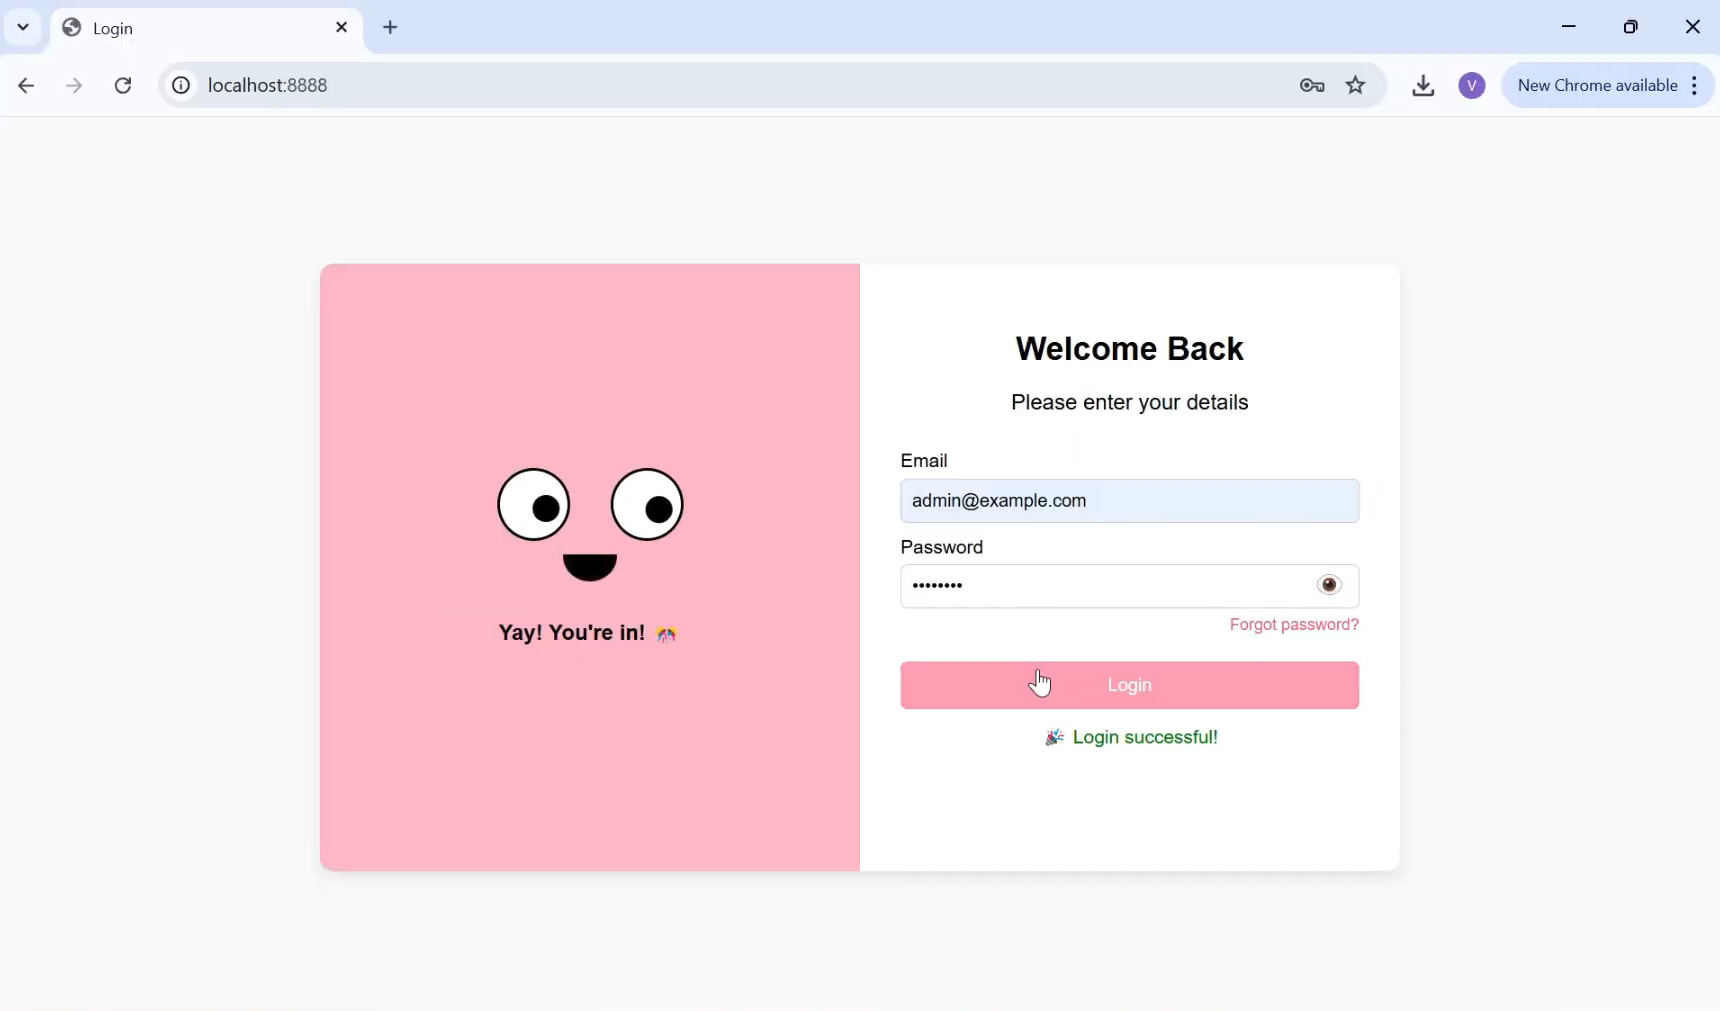 Login
localhost:8888
V
New Chrome available
Welcome Back
Please enter your details
Email
admin@example.com
Password
••••••••
Forgot password?
Login
🎉 Login successful!
Yay! You're in! 🎊